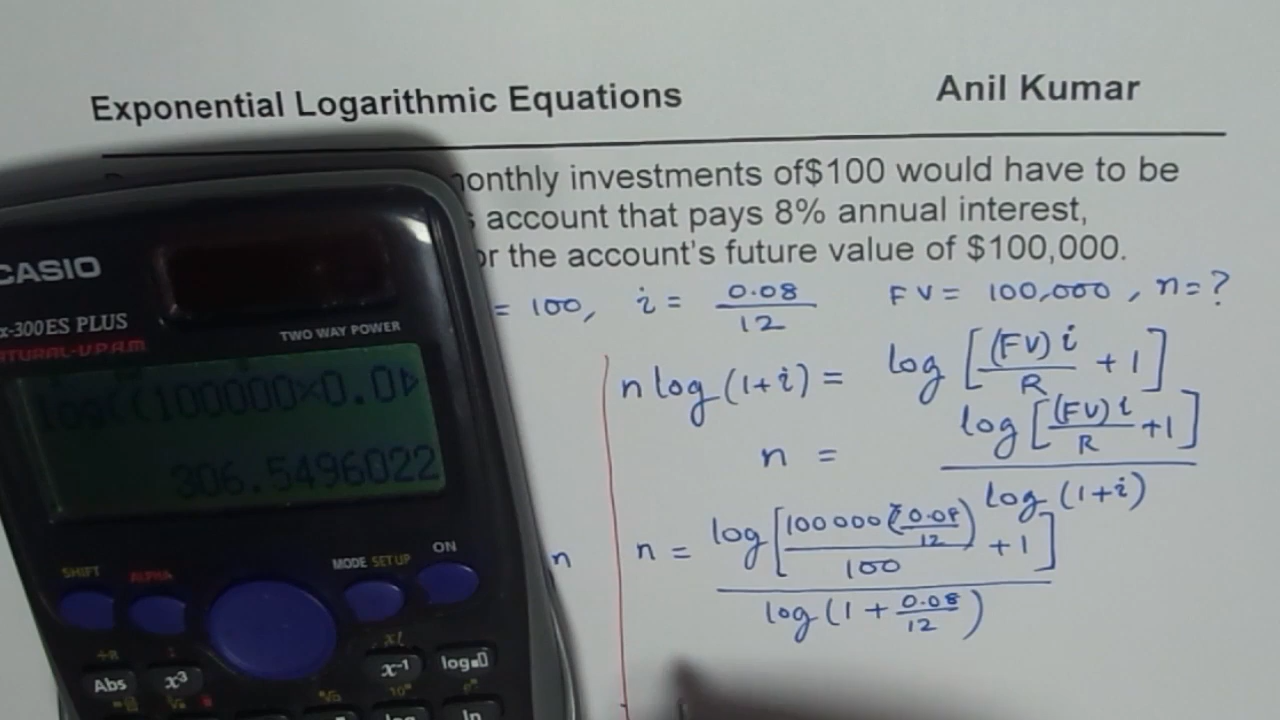 Exponential Logarithmic Equations Anil Kumar
onthly investments of$100 would have to be
account that pays 8% annual interest,
or the account's future value of $100,000.
= 100, i = 0.08/12 FV = 100,000, n = ?
n log (1+i) = log [(FV) i/R + 1]
n = log [(FV) i/R + 1] / log (1+i)
n n = log [100000 (0.08/12)/100 + 1] / log (1 + 0.08/12)
CASIO
x-300ES PLUS
NATURAL-V.P.A.M.
TWO WAY POWER
log((100000×0.0
306.5496022
SHIFT ALPHA MODE SETUP ON
x!
Abs x³ x⁻¹ log
10ˣ
log ln